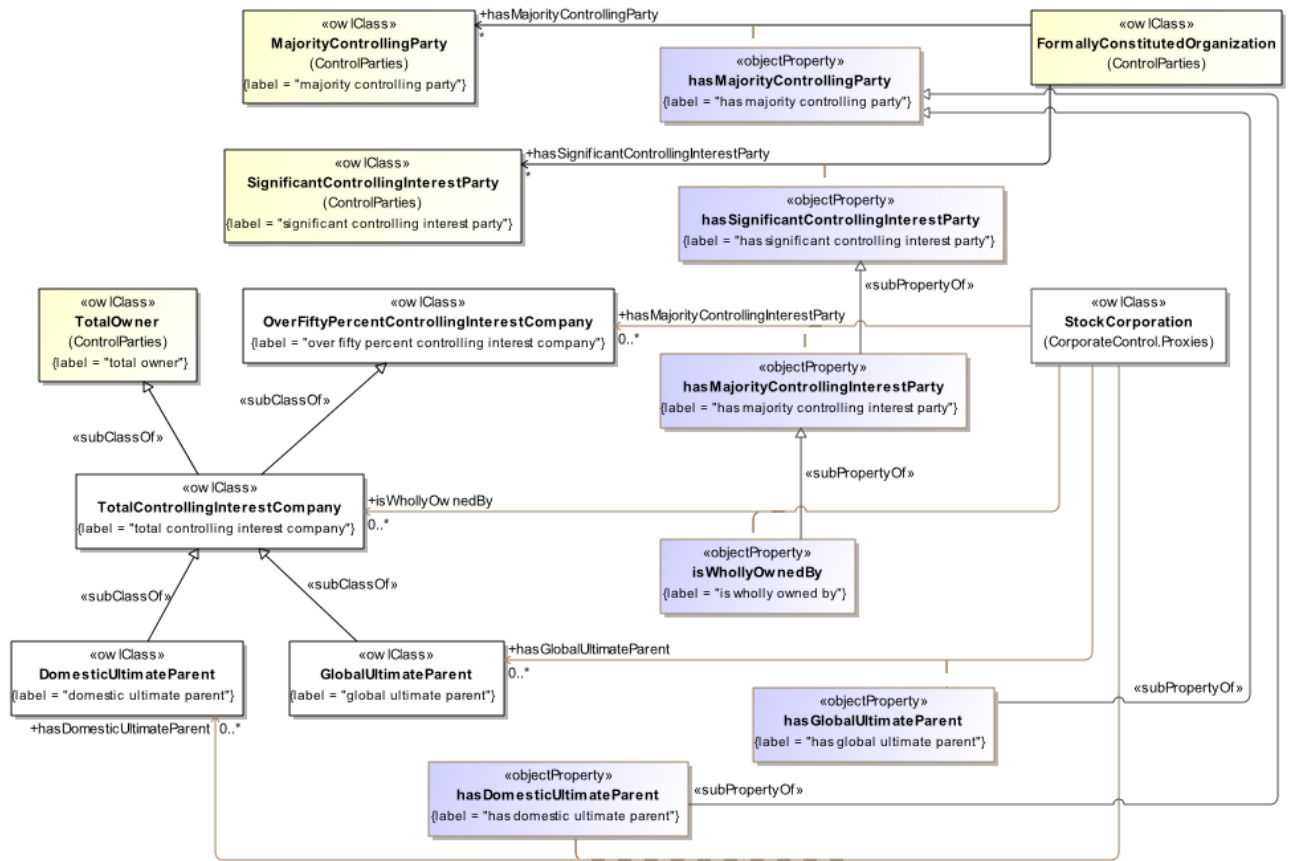 «owlClass»
MajorityControllingParty
(ControlParties)
{label = "majority controlling party"}
+hasMajorityControllingParty
*
«objectProperty»
hasMajorityControllingParty
{label = "has majority controlling party"}
«owlClass»
FormallyConstitutedOrganization
(ControlParties)
«owlClass»
SignificantControllingInterestParty
(ControlParties)
{label = "significant controlling interest party"}
+hasSignificantControllingInterestParty
*
«objectProperty»
hasSignificantControllingInterestParty
{label = "has significant controlling interest party"}
«subPropertyOf»
«owlClass»
TotalOwner
(ControlParties)
{label = "total owner"}
«owlClass»
OverFiftyPercentControllingInterestCompany
{label = "over fifty percent controlling interest company"}
+hasMajorityControllingInterestParty
0..*
«owlClass»
StockCorporation
(CorporateControl.Proxies)
«objectProperty»
hasMajorityControllingInterestParty
{label = "has majority controlling interest party"}
«subClassOf»
«subClassOf»
«subPropertyOf»
«owlClass»
TotalControllingInterestCompany
{label = "total controlling interest company"}
+isWhollyOwnedBy
0..*
«objectProperty»
isWhollyOwnedBy
{label = "is wholly owned by"}
«subClassOf»
«subClassOf»
«owlClass»
DomesticUltimateParent
{label = "domestic ultimate parent"}
+hasDomesticUltimateParent
0..*
«owlClass»
GlobalUltimateParent
{label = "global ultimate parent"}
+hasGlobalUltimateParent
0..*
«objectProperty»
hasGlobalUltimateParent
{label = "has global ultimate parent"}
«subPropertyOf»
«objectProperty»
hasDomesticUltimateParent
{label = "has domestic ultimate parent"}
«subPropertyOf»